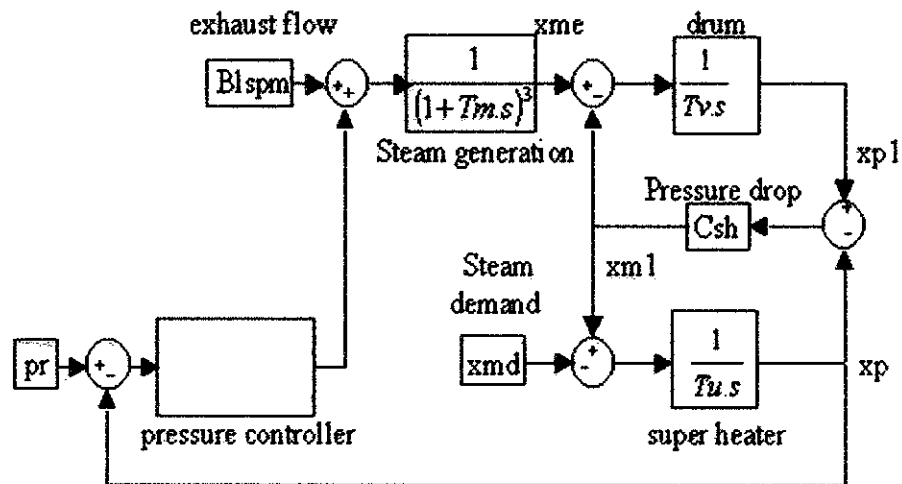 exhaust flow
xme
drum
Blspm
+
+
1
(1+Tm.s)^3
+
-
1
Tv.s
Steam generation
xp1
Pressure drop
+
-
Csh
Steam
demand
xm1
pr
+
-
xmd
+
-
1
Tu.s
xp
pressure controller
super heater